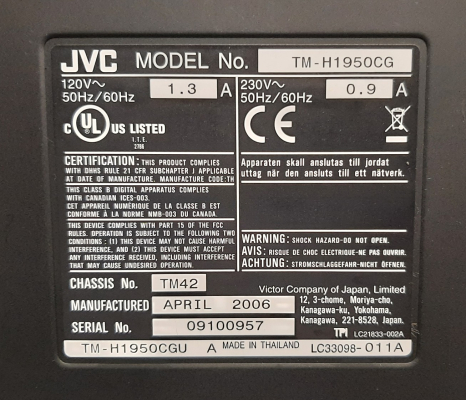 JVC MODEL No. TM-H1950CG
120V~ 50Hz/60Hz 1.3 A
230V~ 50Hz/60Hz 0.9 A
C UL US LISTED
I.T.E.
27B6
CE
CERTIFICATION: THIS PRODUCT COMPLIES
WITH DHHS RULE 21 CFR SUBCHAPTER J APPLICABLE
AT DATE OF MANUFACTURE. MANUFACTURE CODE:TH
THIS CLASS B DIGITAL APPARATUS COMPLIES
WITH CANADIAN ICES-003.
CET APPAREIL NUMÉRIQUE DE LA CLASSE B EST
CONFORME À LA NORME NMB-003 DU CANADA.
THIS DEVICE COMPLIES WITH PART 15 OF THE FCC
RULES. OPERATION IS SUBJECT TO THE FOLLOWING TWO
CONDITIONS : (1) THIS DEVICE MAY NOT CAUSE HARMFUL
INTERFERENCE, AND (2) THIS DEVICE MUST ACCEPT
ANY INTERFERENCE RECEIVED, INCLUDING INTERFERENCE
THAT MAY CAUSE UNDESIRED OPERATION.
Apparaten skall anslutas till jordat
uttag när den ansluts till ett nätverk.
WARNING: SHOCK HAZARD-DO NOT OPEN.
AVIS: RISQUE DE CHOC ELECTRIQUE-NE PAS OUVRIR.
ACHTUNG: STROMSCHLAGGEFAHR-NICHT ÖFFNEN.
CHASSIS No. TM42
MANUFACTURED APRIL 2006
SERIAL No. 09100957
Victor Company of Japan, Limited
12, 3-chome, Moriya-cho,
Kanagawa-ku, Yokohama,
Kanagawa, 221-8528, Japan
TPI LC21833-002A
TM-H1950CGU A MADE IN THAILAND LC33098-011A